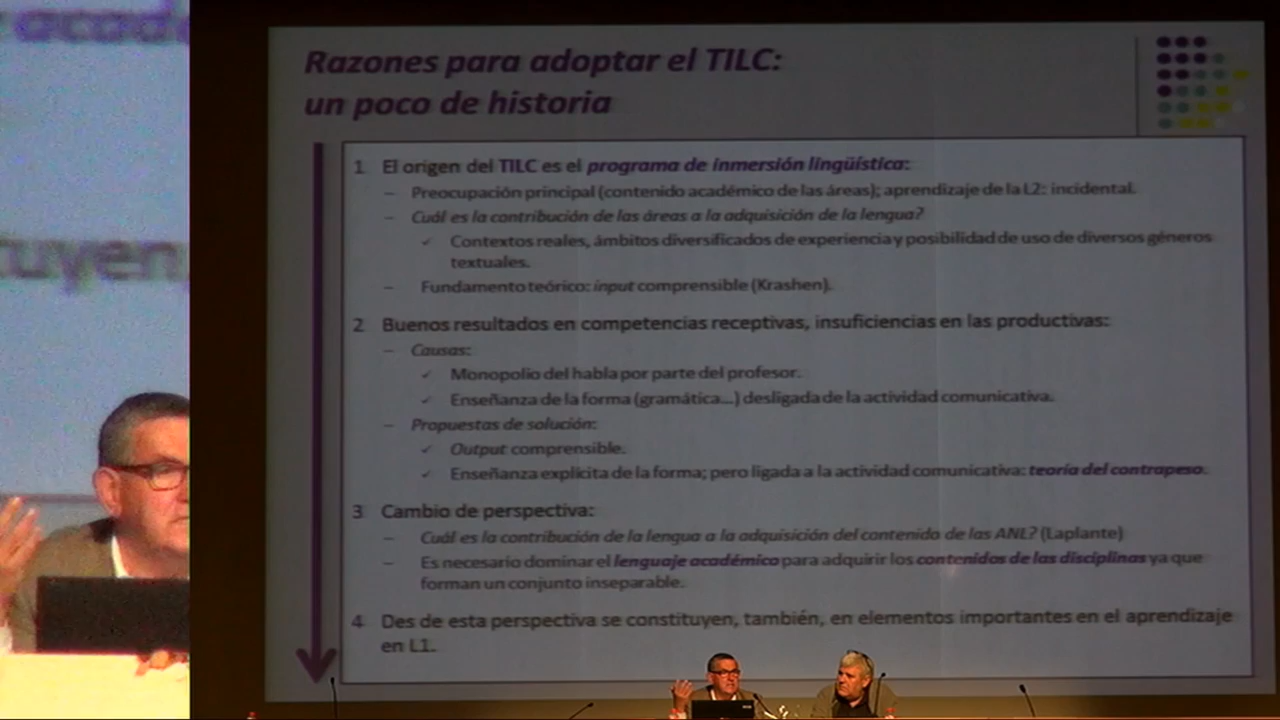 acadé
tuyen,
Razones para adoptar el TILC:
un poco de historia
1 El origen del TILC es el programa de inmersión lingüística:
– Preocupación principal (contenido académico de las áreas); aprendizaje de la L2: incidental.
– Cuál es la contribución de las áreas a la adquisición de la lengua?
✓ Contextos reales, ámbitos diversificados de experiencia y posibilidad de uso de diversos géneros
textuales.
– Fundamento teórico: input comprensible (Krashen).
2 Buenos resultados en competencias receptivas, insuficiencias en las productivas:
– Causas:
✓ Monopolio del habla por parte del profesor.
✓ Enseñanza de la forma (gramática...) desligada de la actividad comunicativa.
– Propuestas de solución:
✓ Output comprensible.
✓ Enseñanza explícita de la forma; pero ligada a la actividad comunicativa: teoría del contrapeso.
3 Cambio de perspectiva:
– Cuál es la contribución de la lengua a la adquisición del contenido de las ANL? (Laplante)
– Es necesario dominar el lenguaje académico para adquirir los contenidos de las disciplinas ya que
forman un conjunto inseparable.
4 Des de esta perspectiva se constituyen, también, en elementos importantes en el aprendizaje
en L1.